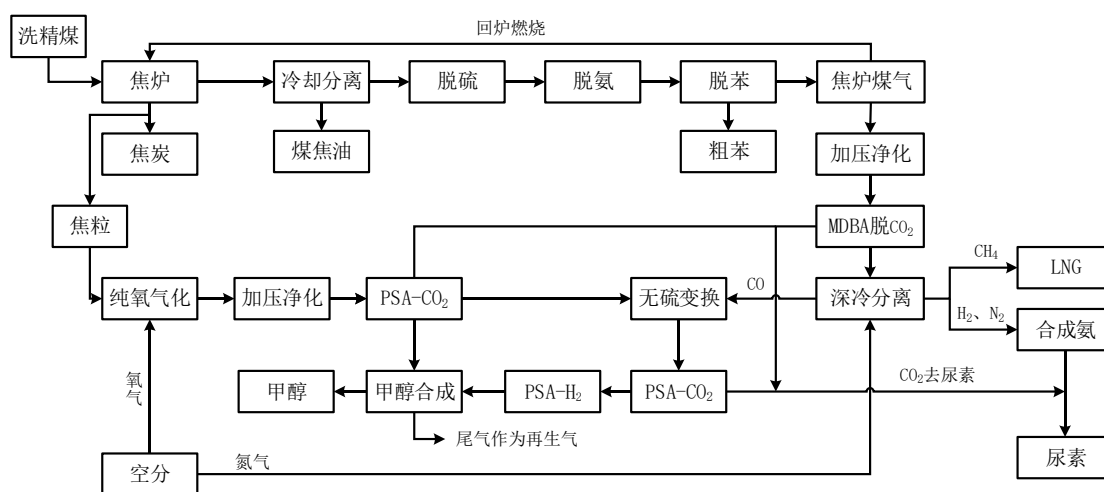 洗精煤
回炉燃烧
焦炉
冷却分离
脱硫
脱氨
脱苯
焦炉煤气
焦炭
煤焦油
粗苯
加压净化
焦粒
MDBA脱CO₂
CH₄
LNG
纯氧气化
加压净化
PSA-CO₂
无硫变换
CO
深冷分离
H₂、N₂
合成氨
氧气
甲醇
甲醇合成
PSA-H₂
PSA-CO₂
CO₂去尿素
尾气作为再生气
空分
氮气
尿素